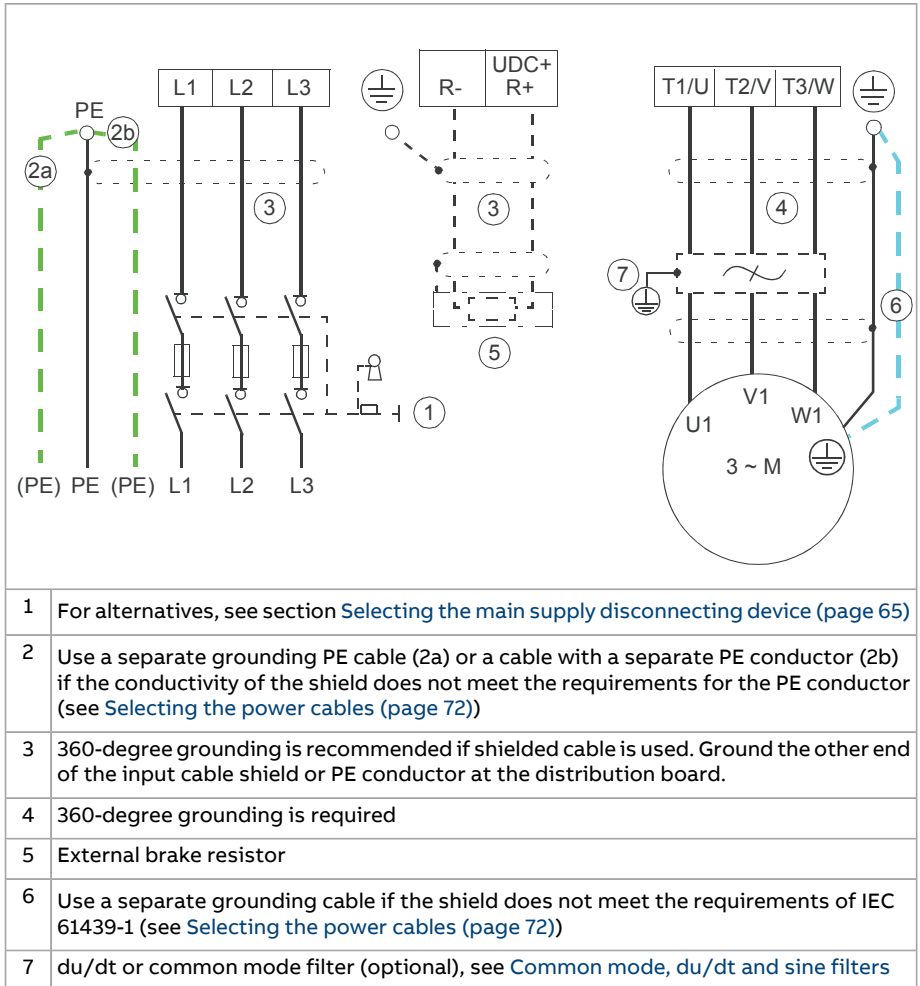 L1 L2 L3
R- UDC+ R+
T1/U T2/V T3/W
PE
2a
2b
3
3
4
7
6
5
1
U1 V1 W1
3 ~ M
(PE) PE (PE) L1 L2 L3
1 For alternatives, see section Selecting the main supply disconnecting device (page 65)
2 Use a separate grounding PE cable (2a) or a cable with a separate PE conductor (2b)
if the conductivity of the shield does not meet the requirements for the PE conductor
(see Selecting the power cables (page 72))
3 360-degree grounding is recommended if shielded cable is used. Ground the other end
of the input cable shield or PE conductor at the distribution board.
4 360-degree grounding is required
5 External brake resistor
6 Use a separate grounding cable if the shield does not meet the requirements of IEC
61439-1 (see Selecting the power cables (page 72))
7 du/dt or common mode filter (optional), see Common mode, du/dt and sine filters